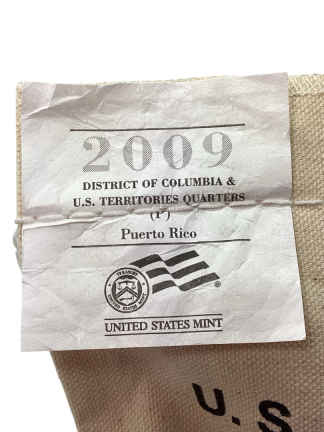 2009
DISTRICT OF COLUMBIA &
U.S. TERRITORIES QUARTERS
(P)
Puerto Rico
UNITED STATES MINT
U.S